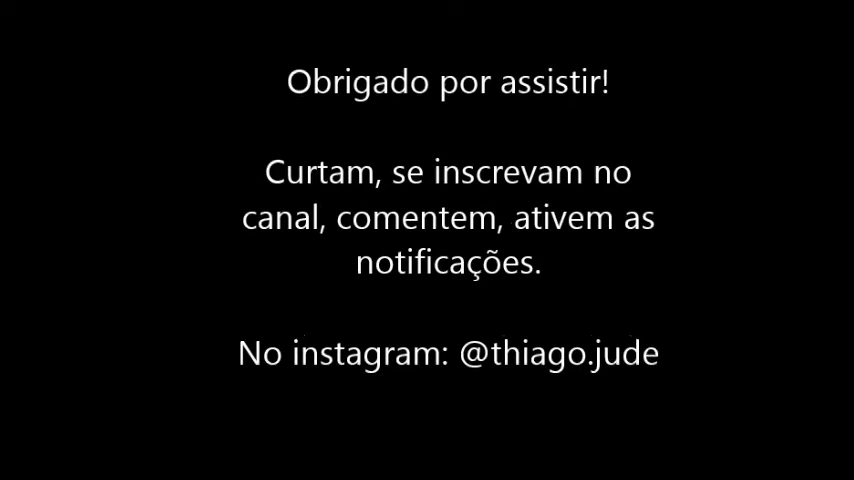 Obrigado por assistir!
Curtam, se inscrevam no
canal, comentem, ativem as
notificações.
No instagram: @thiago.jude